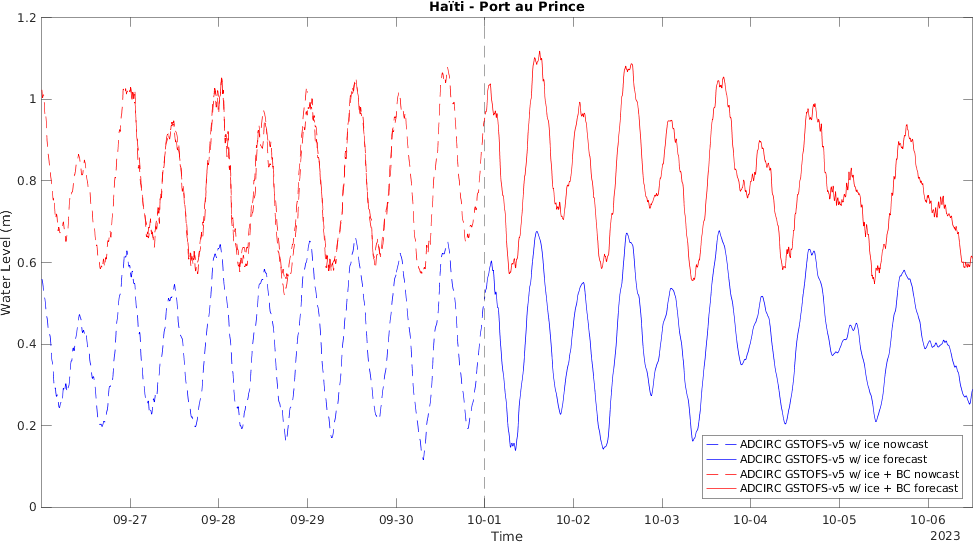 Haïti - Port au Prince
Water Level (m)
1.2
1
0.8
0.6
0.4
0.2
0
09-27 09-28 09-29 09-30 10-01 10-02 10-03 10-04 10-05 10-06
Time
2023
ADCIRC GSTOFS-v5 w/ ice nowcast
ADCIRC GSTOFS-v5 w/ ice forecast
ADCIRC GSTOFS-v5 w/ ice + BC nowcast
ADCIRC GSTOFS-v5 w/ ice + BC forecast